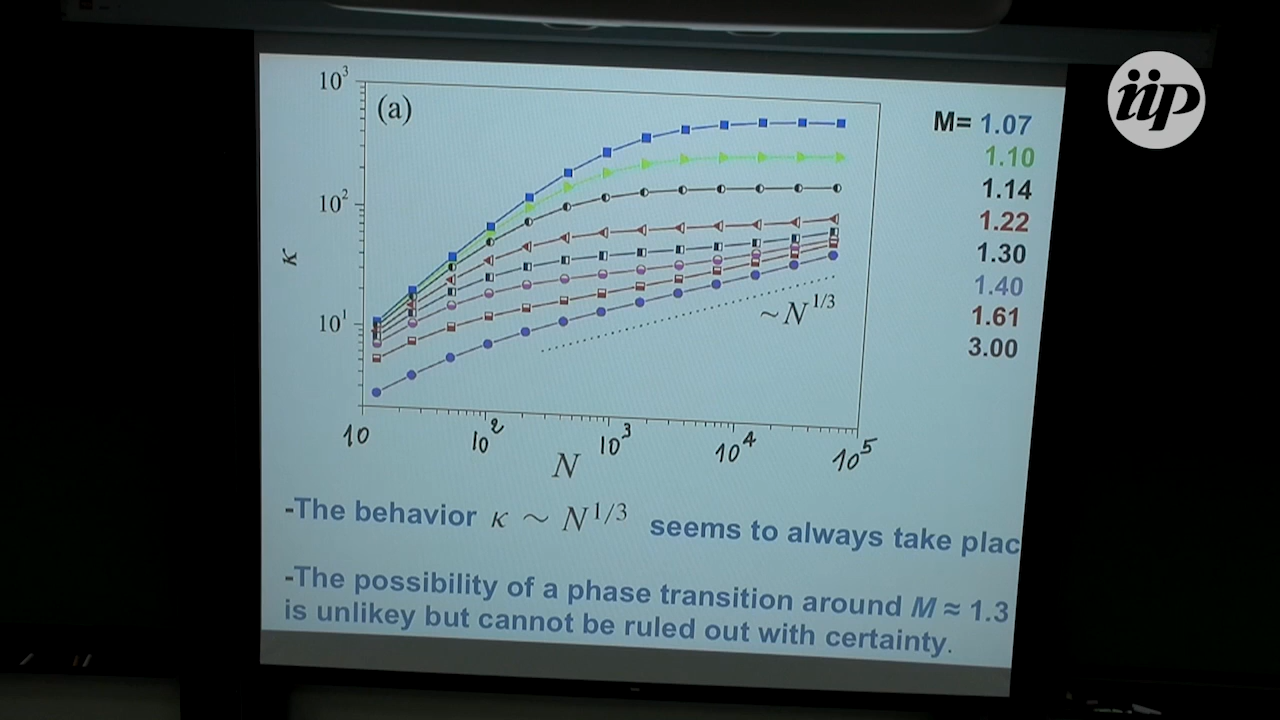 iip
10³
(a)
M= 1.07
1.10
1.14
10²
1.22
κ
1.30
1.40
~N^1/3
10¹
1.61
3.00
10
10²
10³
10⁴
10⁵
N
-The behavior κ ~ N^1/3 seems to always take plac
-The possibility of a phase transition around M ≈ 1.3
is unlikey but cannot be ruled out with certainty.